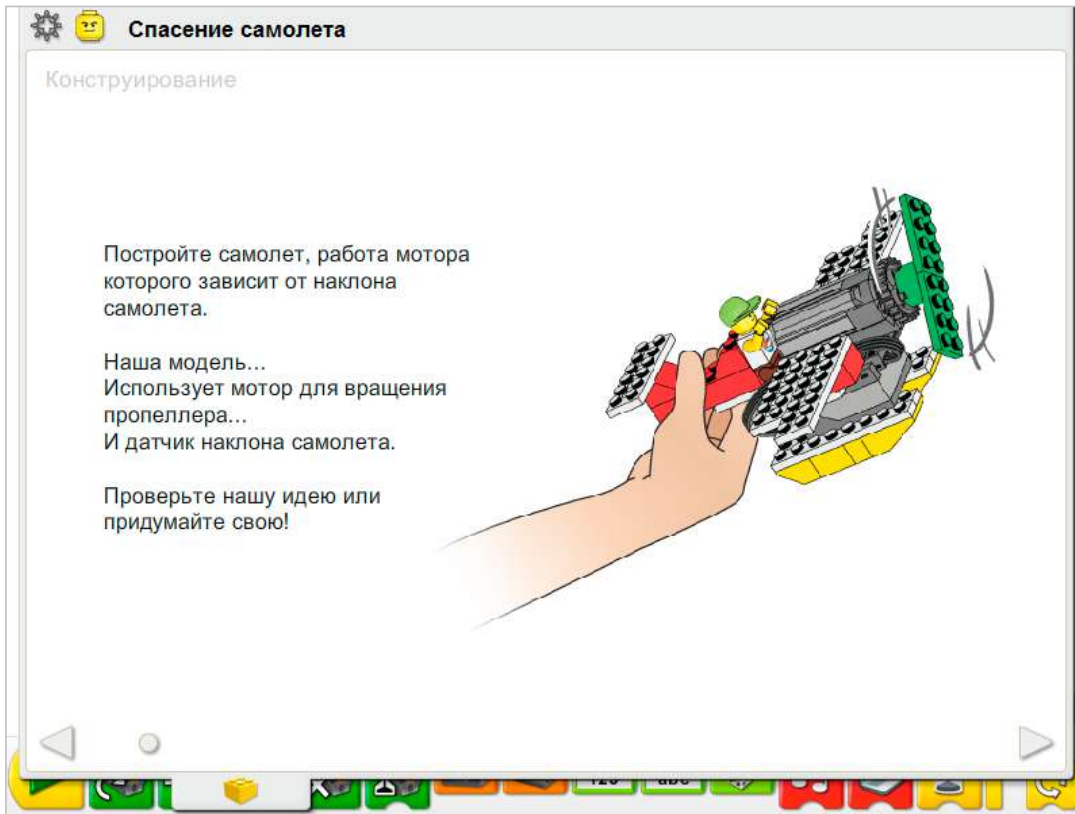 Спасение самолета
Конструирование
Постройте самолет, работа мотора
которого зависит от наклона
самолета.
Наша модель...
Использует мотор для вращения
пропеллера...
И датчик наклона самолета.
Проверьте нашу идею или
придумайте свою!